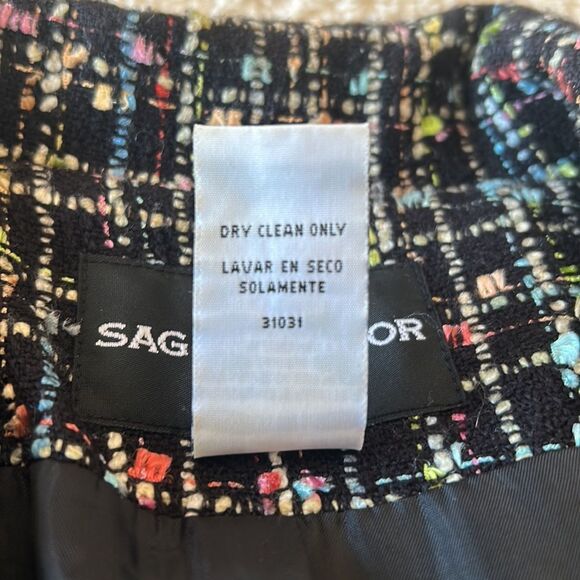 DRY CLEAN ONLY
LAVAR EN SECO
SOLAMENTE
31031
SAG OR